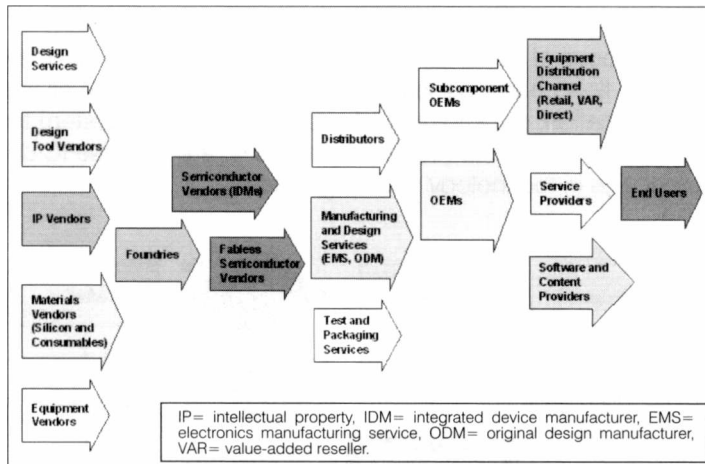 Design
Services
Design
Tool Vendors
IP Vendors
Materials
Vendors
(Silicon and
Consumables)
Equipment
Vendors
Foundries
Semiconductor
Vendors (IDMs)
Fabless
Semiconductor
Vendors
Distributors
Manufacturing
and Design
Services
(EMS, ODM)
Test and
Packaging
Services
Subcomponent
OEMs
OEMs
Equipment
Distribution
Channel
(Retail, VAR,
Direct)
Service
Providers
Software and
Content
Providers
End Users
IP= intellectual property, IDM= integrated device manufacturer, EMS=
electronics manufacturing service, ODM= original design manufacturer,
VAR= value-added reseller.